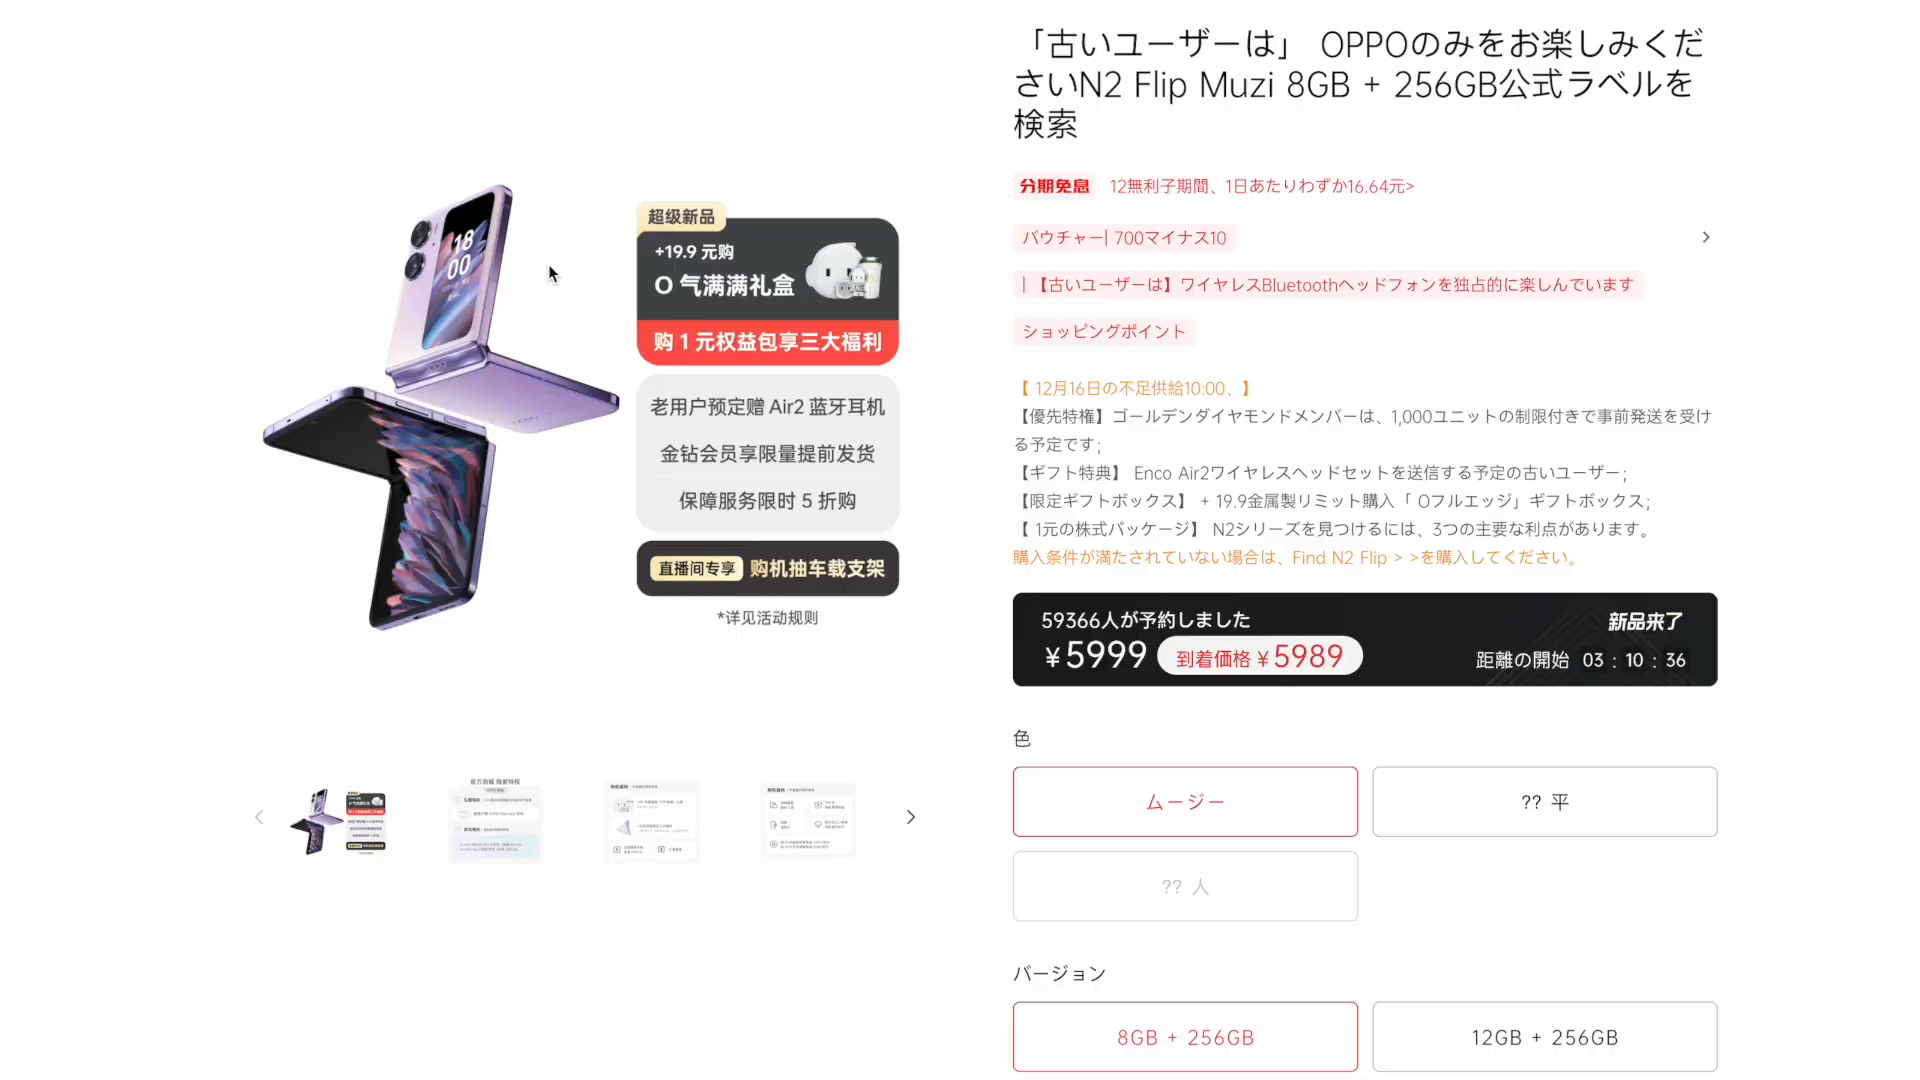 「古いユーザーは」 OPPOのみをお楽しみくだ
さいN2 Flip Muzi 8GB + 256GB公式ラベルを
検索
分期免息 12無利子期間、1日あたりわずか16.64元>
バウチャー| 700マイナス10
|【古いユーザーは】ワイヤレスBluetoothヘッドフォンを独占的に楽しんでいます
ショッピングポイント
【 12月16日の不足供給10:00、】
【優先特権】ゴールデンダイヤモンドメンバーは、1,000ユニットの制限付きで事前発送を受け
る予定です;
【ギフト特典】 Enco Air2ワイヤレスヘッドセットを送信する予定の古いユーザー;
【限定ギフトボックス】 + 19.9金属製リミット購入「 Oフルエッジ」ギフトボックス;
【 1元の株式パッケージ】 N2シリーズを見つけるには、3つの主要な利点があります。
購入条件が満たされていない場合は、Find N2 Flip > >を購入してください。
59366人が予約しました
新品来了
¥5999 到着価格 ¥5989
距離の開始 03 : 10 : 36
色
ムージー
?? 平
?? 人
バージョン
8GB + 256GB
12GB + 256GB
18
00
超级新品
+19.9 元购
O 气满满礼盒
购 1 元权益包享三大福利
老用户预定赠 Air2 蓝牙耳机
金钻会员享限量提前发货
保障服务限时 5 折购
直播间专享 购机抽车载支架
*详见活动规则
官方商城 独家特权